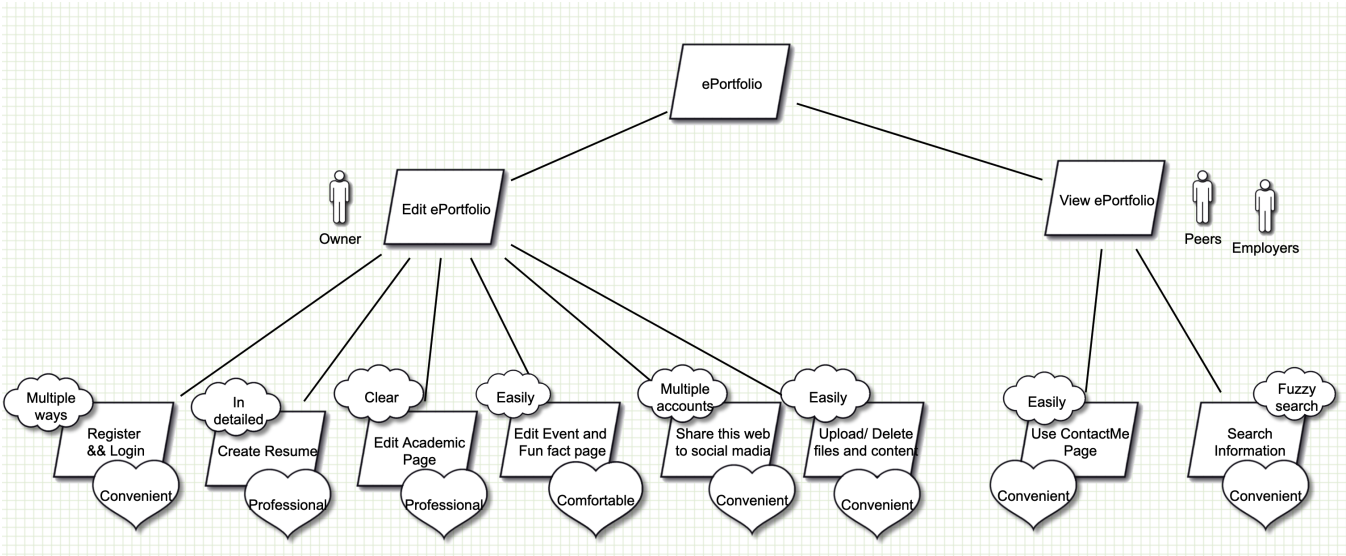 ePortfolio
Edit ePortfolio
Owner
View ePortfolio
Peers
Employers
Multiple
ways
Register
&& Login
Convenient
In
detailed
Create Resume
Professional
Clear
Edit Academic
Page
Professional
Easily
Edit Event and
Fun fact page
Comfortable
Multiple
accounts
Share this web
to social madia
Convenient
Easily
Upload/ Delete
files and content
Convenient
Easily
Use ContactMe
Page
Convenient
Fuzzy
search
Search
Information
Convenient